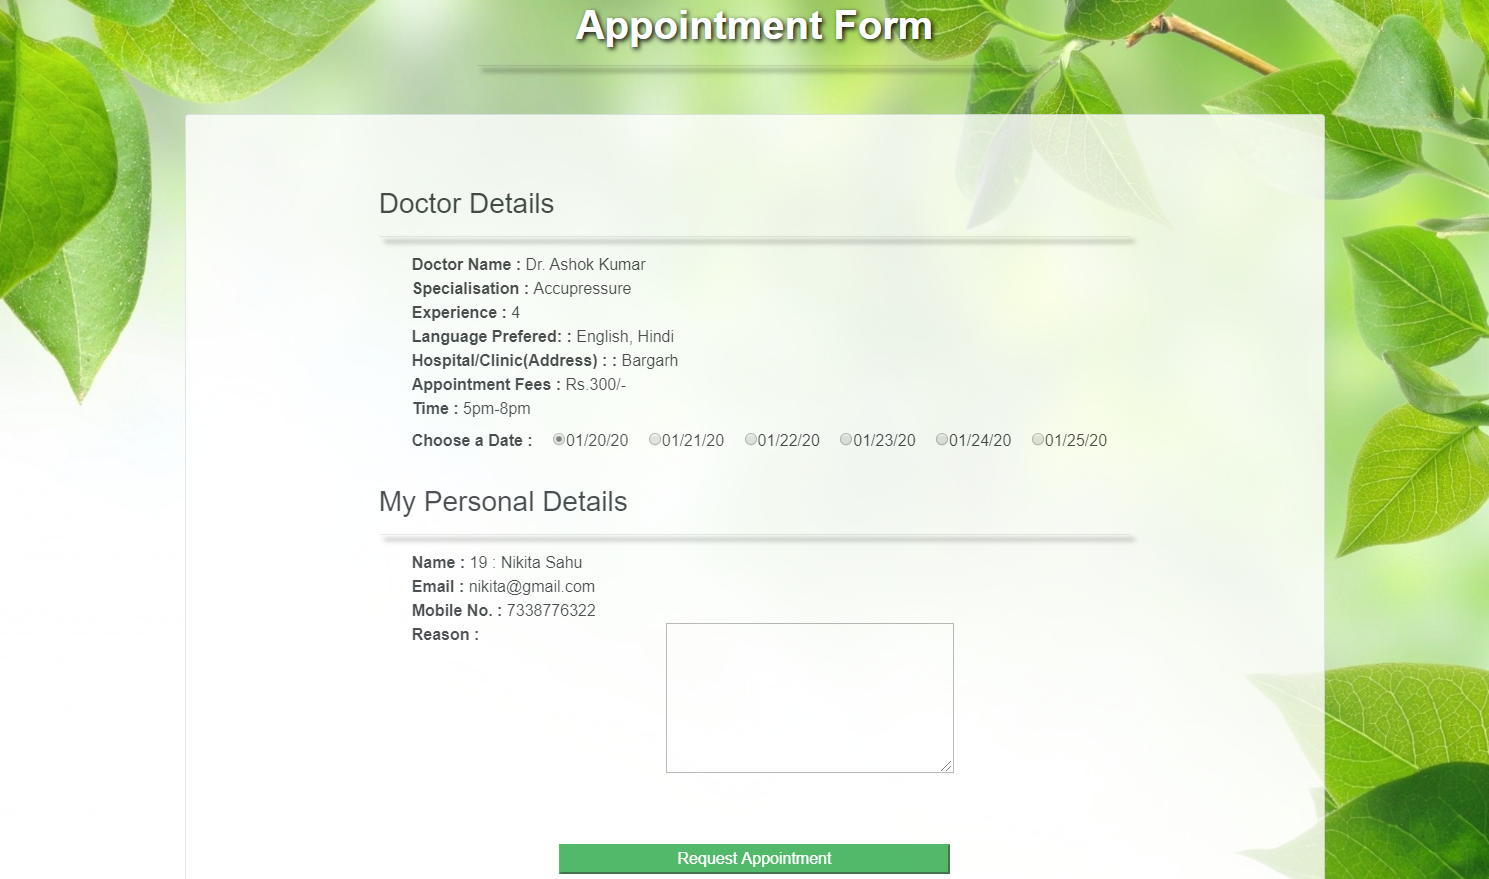 Appointment Form
Doctor Details
Doctor Name : Dr. Ashok Kumar
Specialisation : Accupressure
Experience : 4
Language Prefered: : English, Hindi
Hospital/Clinic(Address) : : Bargarh
Appointment Fees : Rs.300/-
Time : 5pm-8pm
Choose a Date : 01/20/20 01/21/20 01/22/20 01/23/20 01/24/20 01/25/20
My Personal Details
Name : 19 : Nikita Sahu
Email : nikita@gmail.com
Mobile No. : 7338776322
Reason :
Request Appointment